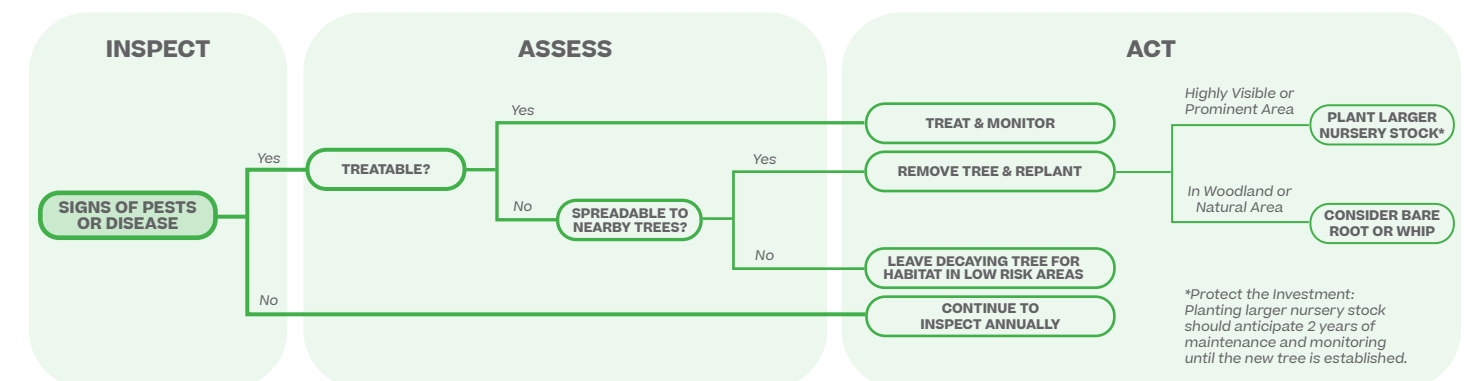 INSPECT
ASSESS
ACT
SIGNS OF PESTS
OR DISEASE
Yes
No
TREATABLE?
Yes
No
SPREADABLE TO
NEARBY TREES?
Yes
No
TREAT & MONITOR
REMOVE TREE & REPLANT
LEAVE DECAYING TREE FOR
HABITAT IN LOW RISK AREAS
CONTINUE TO
INSPECT ANNUALLY
Highly Visible or
Prominent Area
PLANT LARGER
NURSERY STOCK*
In Woodland or
Natural Area
CONSIDER BARE
ROOT OR WHIP
*Protect the Investment:
Planting larger nursery stock
should anticipate 2 years of
maintenance and monitoring
until the new tree is established.